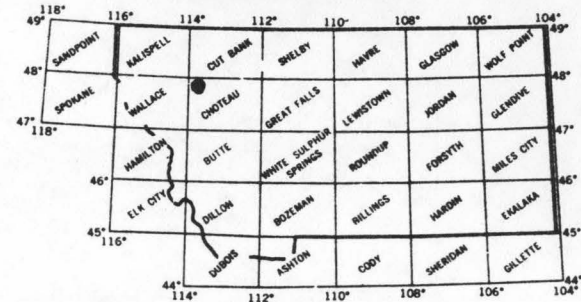 49° 116° 114° 112° 110° 108° 106° 104°
SANDPOINT KALISPELL CUT BANK SHELBY HAVRE GLASGOW WOLF POINT 49°
48° 48°
SPOKANE WALLACE CHOTEAU GREAT FALLS LEWISTOWN JORDAN GLENDIVE
47° 47°
118° HAMILTON BUTTE WHITE SULPHUR SPRINGS ROUNDUP FORSYTH MILES CITY
46° 46°
ELK CITY DILLON BOZEMAN BILLINGS HARDIN EKALAKA
45° 45°
116° DUBOIS ASHTON CODY SHERIDAN GILLETTE
44° 44°
114° 112° 110° 108° 106° 104°